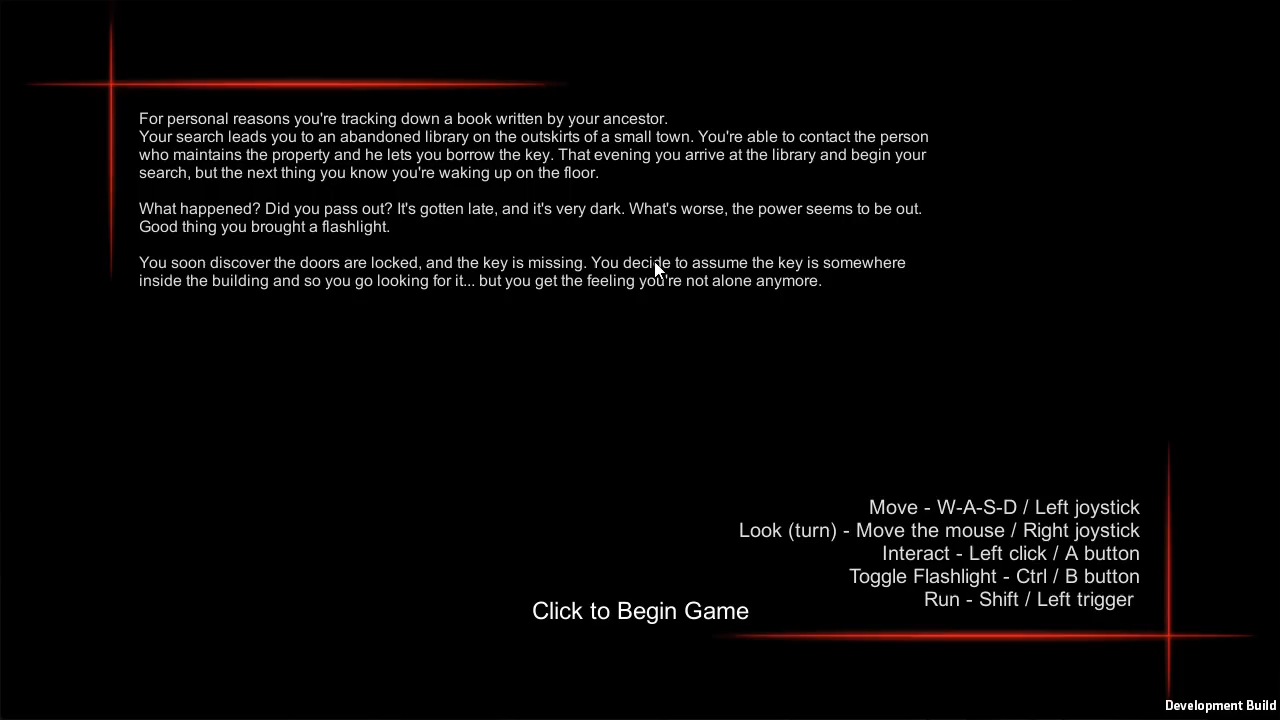 For personal reasons you're tracking down a book written by your ancestor.
Your search leads you to an abandoned library on the outskirts of a small town. You're able to contact the person
who maintains the property and he lets you borrow the key. That evening you arrive at the library and begin your
search, but the next thing you know you're waking up on the floor.
What happened? Did you pass out? It's gotten late, and it's very dark. What's worse, the power seems to be out.
Good thing you brought a flashlight.
You soon discover the doors are locked, and the key is missing. You decide to assume the key is somewhere
inside the building and so you go looking for it... but you get the feeling you're not alone anymore.
Move - W-A-S-D / Left joystick
Look (turn) - Move the mouse / Right joystick
Interact - Left click / A button
Toggle Flashlight - Ctrl / B button
Run - Shift / Left trigger
Click to Begin Game
Development Build